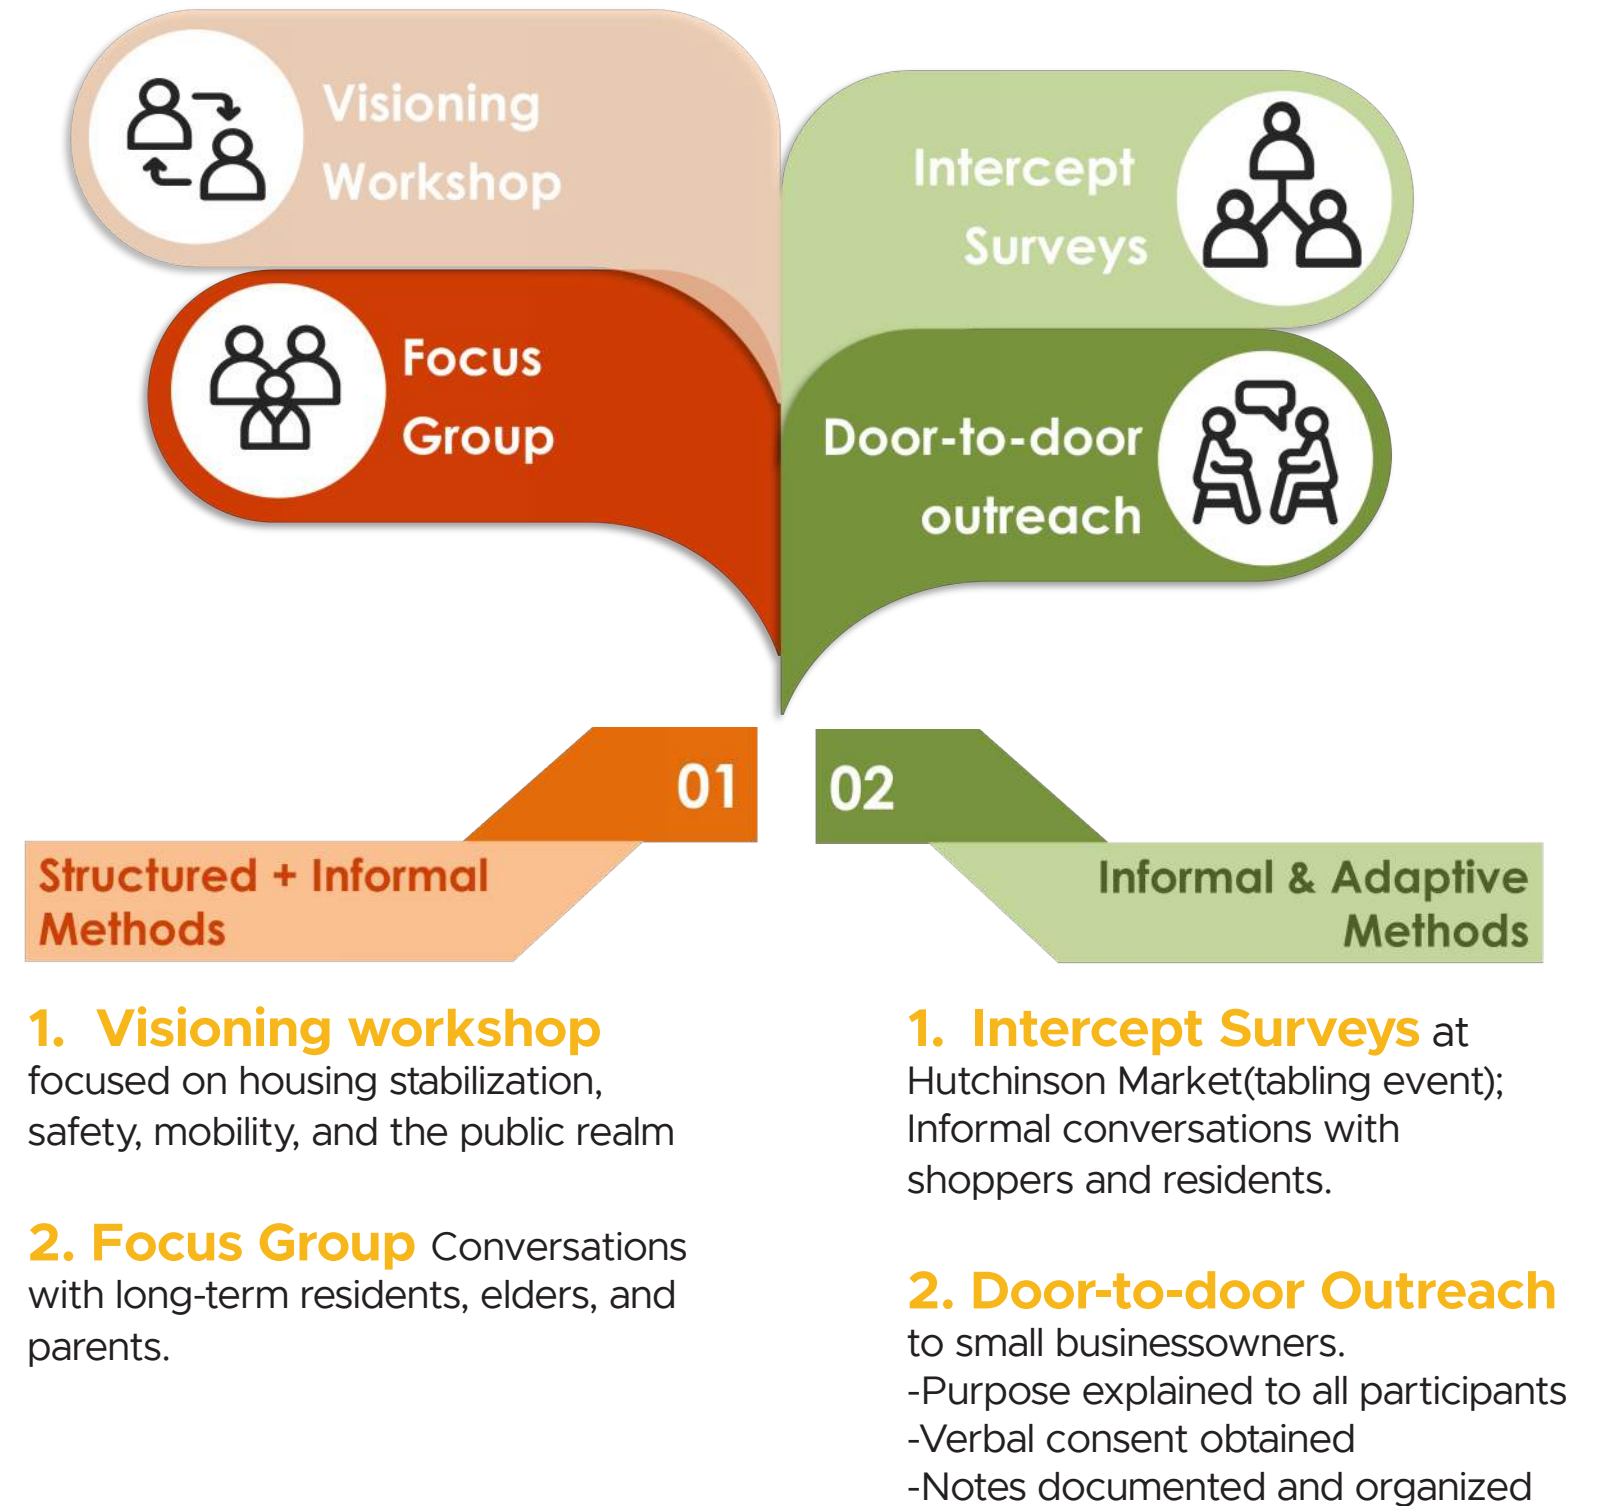 Visioning
Workshop
Focus
Group
Intercept
Surveys
Door-to-door
outreach
01
Structured + Informal
Methods
02
Informal & Adaptive
Methods
1. Visioning workshop
focused on housing stabilization,
safety, mobility, and the public realm
2. Focus Group Conversations
with long-term residents, elders, and
parents.
1. Intercept Surveys at
Hutchinson Market(tabling event);
Informal conversations with
shoppers and residents.
2. Door-to-door Outreach
to small businessowners.
-Purpose explained to all participants
-Verbal consent obtained
-Notes documented and organized